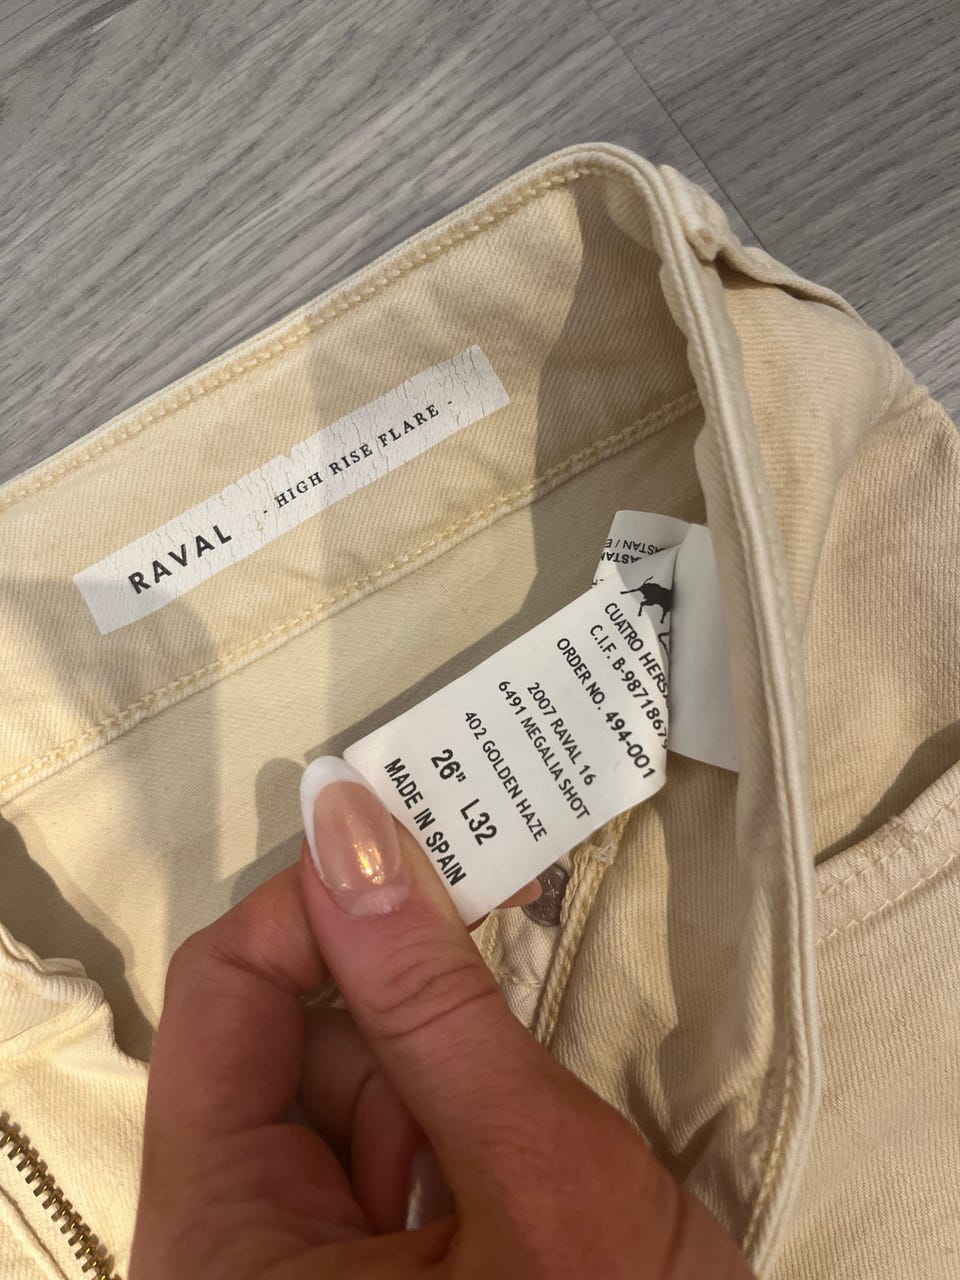 RAVAL - HIGH RISE FLARE -
CUATRO
C.I.F. B-9871867
ORDER NO. 494-001
2007 RAVAL 16
6491 MEGALIA SHOT
402 GOLDEN HAZE
26” L32
MADE IN SPAIN